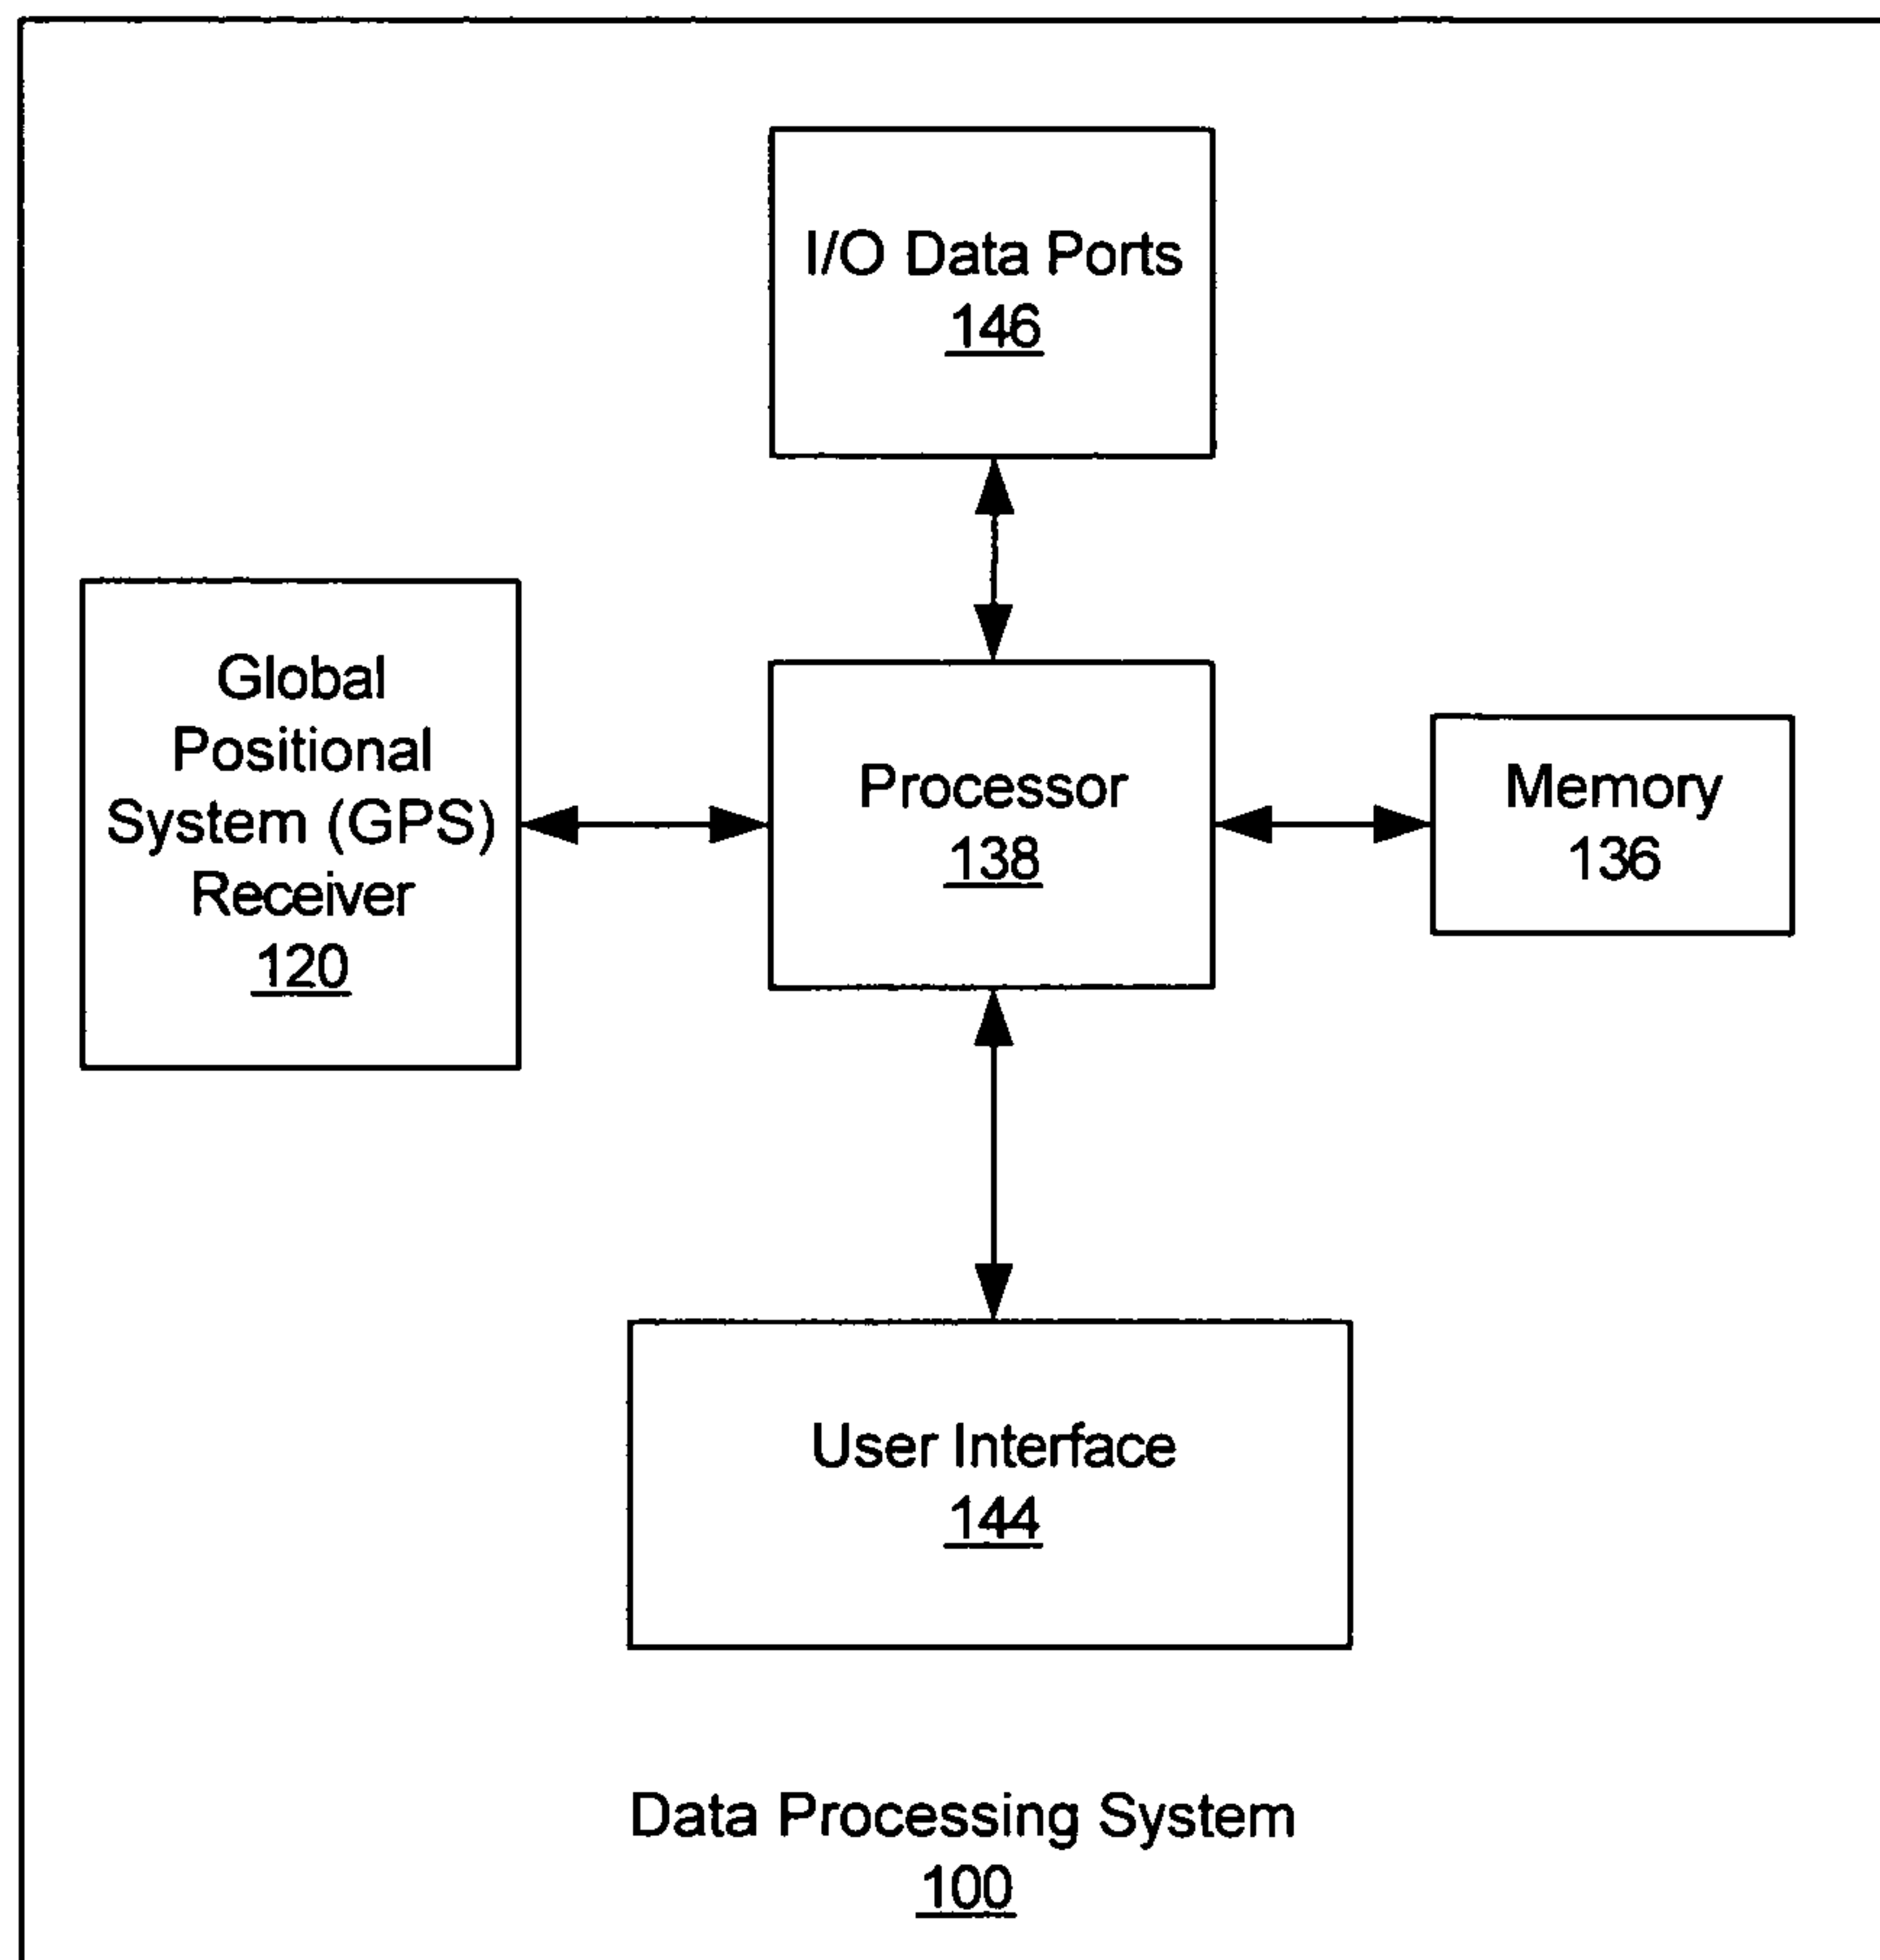 I/O Data Ports
146
Global
Positional
System (GPS)
Receiver
120
Processor
138
Memory
136
User Interface
144
Data Processing System
100